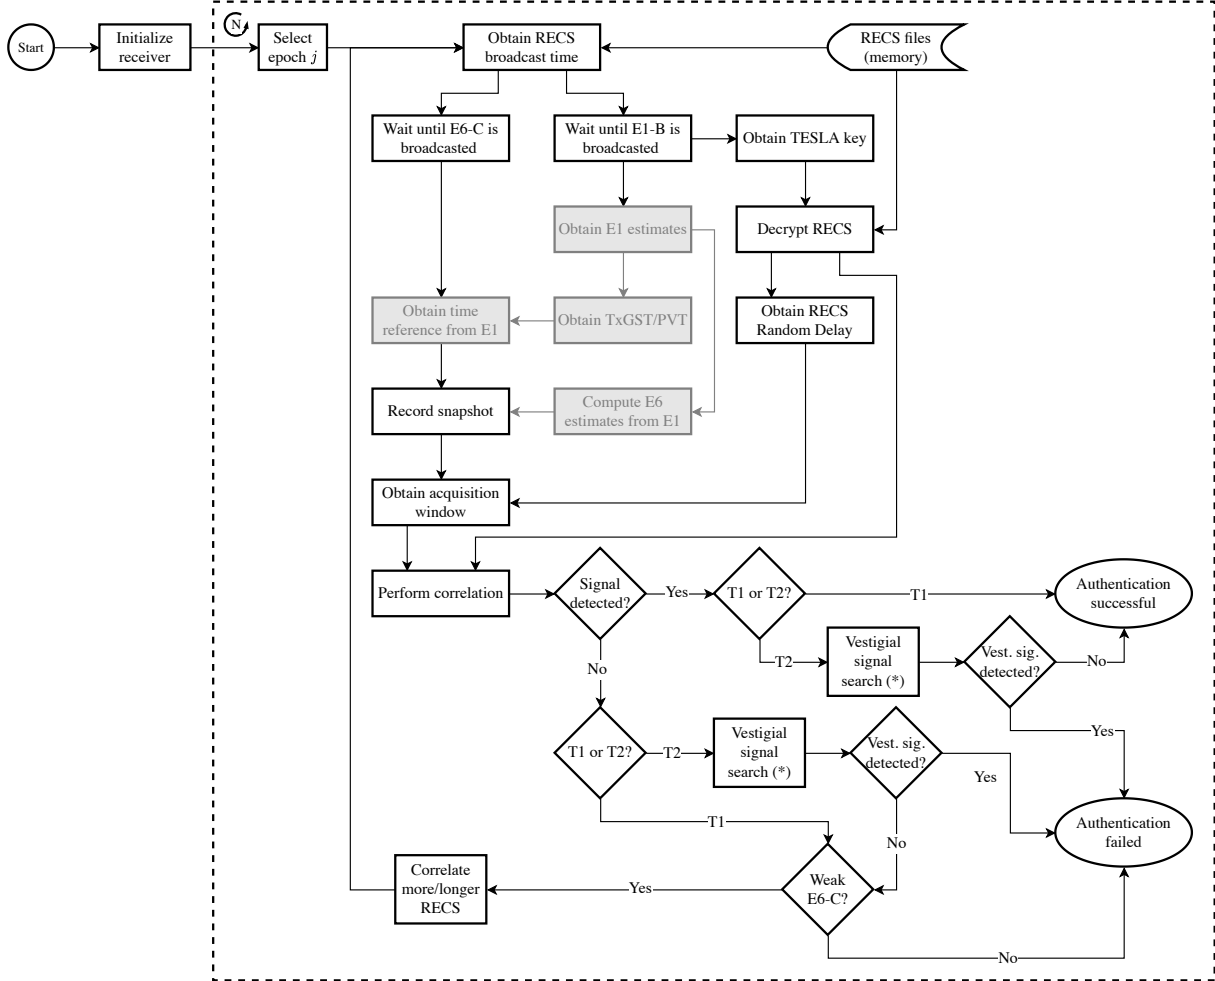 N
Start
Initialize
receiver
Select
epoch j
Obtain RECS
broadcast time
RECS files
(memory)
Wait until E6-C is
broadcasted
Wait until E1-B is
broadcasted
Obtain TESLA key
Obtain E1 estimates
Decrypt RECS
Obtain time
reference from E1
Obtain TxGST/PVT
Obtain RECS
Random Delay
Record snapshot
Compute E6
estimates from E1
Obtain acquisition
window
Perform correlation
Signal
detected?
Yes
T1 or T2?
T1
Authentication
successful
T2
Vestigial
signal
search (*)
Vest. sig.
detected?
No
No
Yes
T1 or T2?
T2
Vestigial
signal
search (*)
Vest. sig.
detected?
Yes
Authentication
failed
T1
No
Correlate
more/longer
RECS
Yes
Weak
E6-C?
No